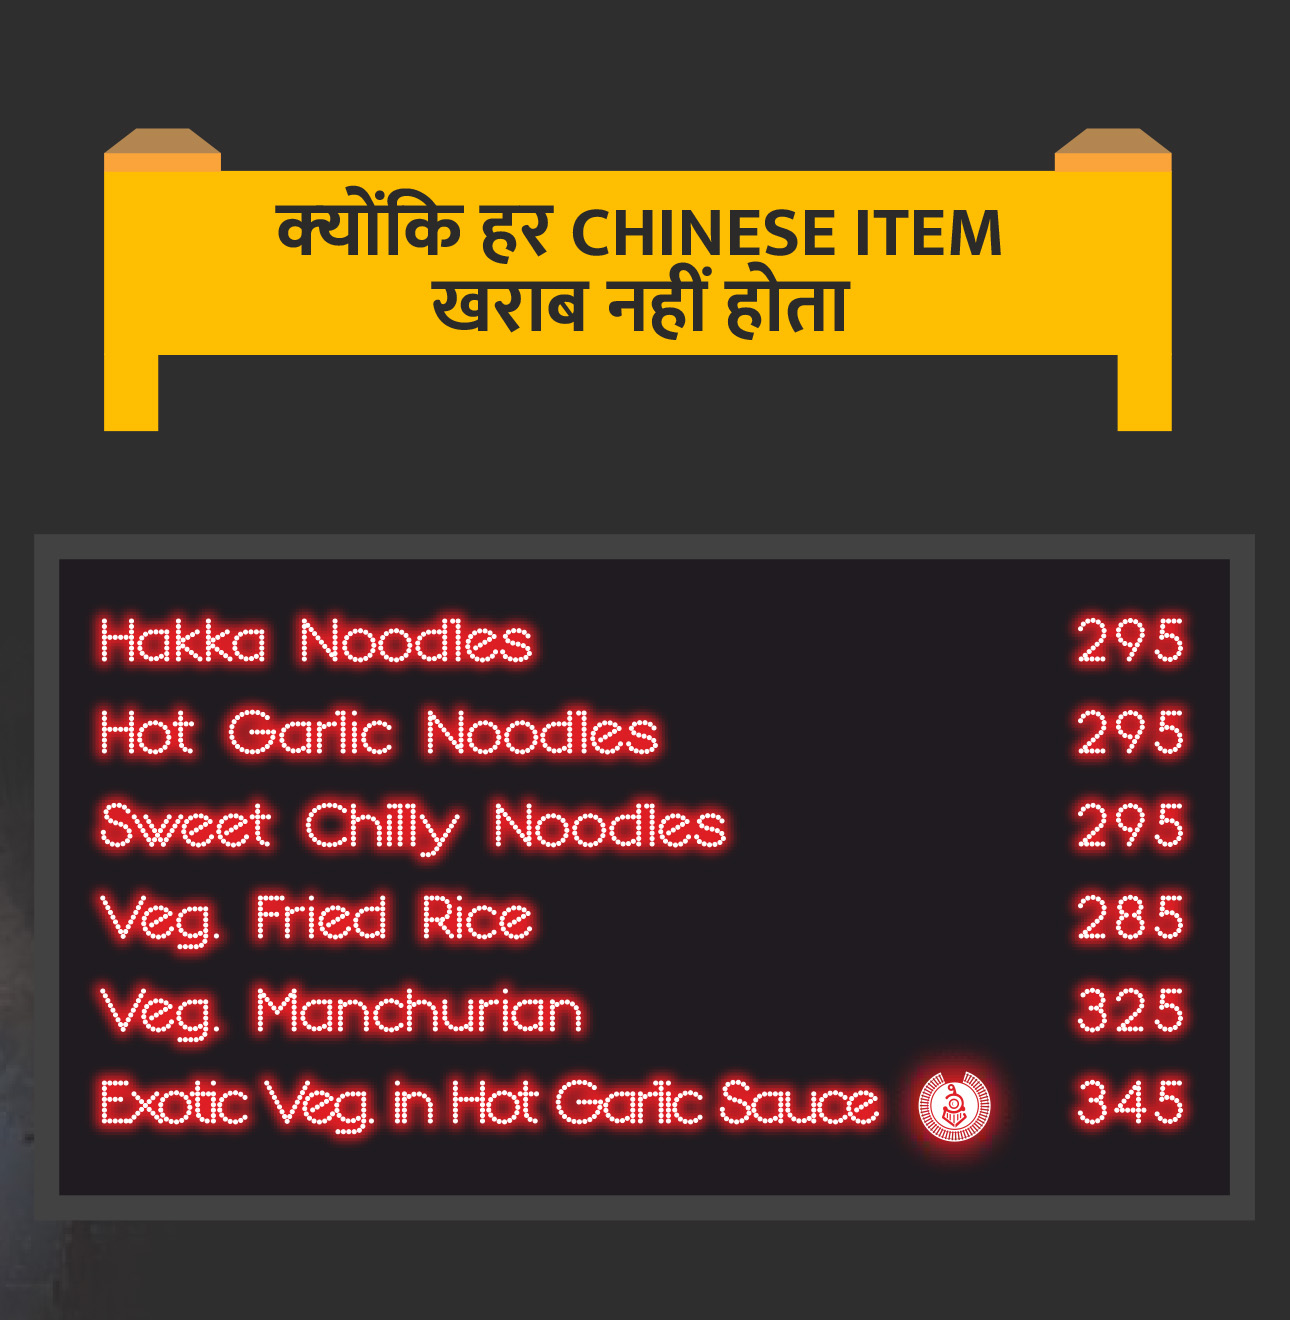 क्योंकि हर CHINESE ITEM
खराब नहीं होता
Hakka Noodles 295
Hot Garlic Noodles 295
Sweet Chilly Noodles 295
Veg. Fried Rice 285
Veg. Manchurian 325
Exotic Veg. in Hot Garlic Sauce 345